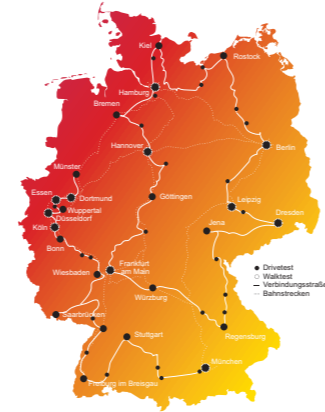 Kiel
Rostock
Hamburg
Bremen
Hannover
Berlin
Münster
Essen
Dortmund
Wuppertal
Düsseldorf
Köln
Bonn
Göttingen
Leipzig
Dresden
Jena
Wiesbaden
Frankfurt
am Main
Würzburg
Saarbrücken
Stuttgart
Regensburg
München
Freiburg im Breisgau
Drivetest
Walktest
Verbindungsstraße
Bahnstrecken